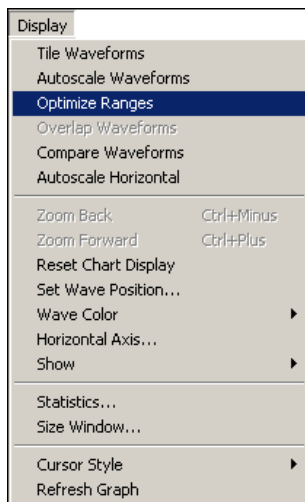 Display
Tile Waveforms
Autoscale Waveforms
Optimize Ranges
Overlap Waveforms
Compare Waveforms
Autoscale Horizontal
Zoom Back Ctrl+Minus
Zoom Forward Ctrl+Plus
Reset Chart Display
Set Wave Position...
Wave Color
Horizontal Axis...
Show
Statistics...
Size Window...
Cursor Style
Refresh Graph